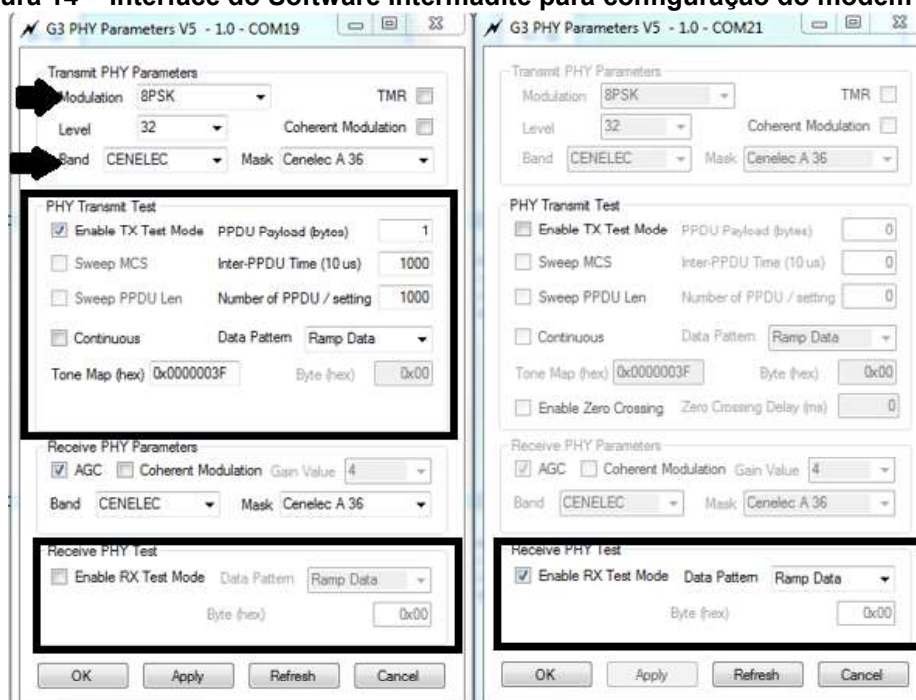 ura 14 – Interface do Software Intermadite para configuração do modem
G3 PHY Parameters V5 - 1.0 - COM19
Transmit PHY Parameters
Modulation 8PSK TMR
Level 32 Coherent Modulation
Band CENELEC Mask Cenelec A 36
PHY Transmit Test
Enable TX Test Mode PPDU Payload (bytes) 1
Sweep MCS Inter-PPDU Time (10 us) 1000
Sweep PPDU Len Number of PPDU / setting 1000
Continuous Data Pattern Ramp Data
Tone Map (hex) 0x0000003F Byte (hex) 0x00
Receive PHY Parameters
AGC Coherent Modulation Gain Value 4
Band CENELEC Mask Cenelec A 36
Receive PHY Test
Enable RX Test Mode Data Pattern Ramp Data
Byte (hex) 0x00
OK Apply Refresh Cancel
G3 PHY Parameters V5 - 1.0 - COM21
Transmit PHY Parameters
Modulation 8PSK TMR
Level 32 Coherent Modulation
Band CENELEC Mask Cenelec A 36
PHY Transmit Test
Enable TX Test Mode PPDU Payload (bytes) 0
Sweep MCS Inter-PPDU Time (10 us) 0
Sweep PPDU Len Number of PPDU / setting 0
Continuous Data Pattern Ramp Data
Tone Map (hex) 0x0000003F Byte (hex) 0x00
Enable Zero Crossing Zero Crossing Delay (ms) 0
Receive PHY Parameters
AGC Coherent Modulation Gain Value 4
Band CENELEC Mask Cenelec A 36
Receive PHY Test
Enable RX Test Mode Data Pattern Ramp Data
Byte (hex) 0x00
OK Apply Refresh Cancel